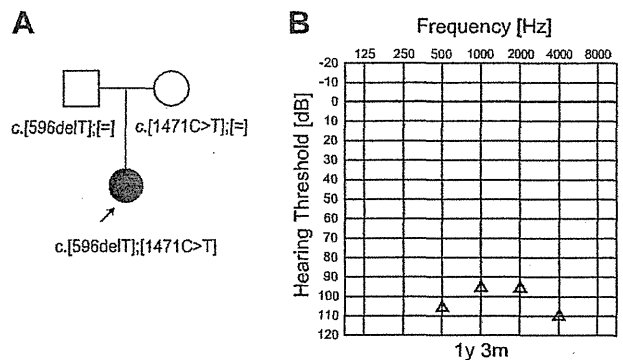 A
c.[596delT];[=]
c.[1471C>T];[=]
c.[596delT];[1471C>T]
B
Frequency [Hz]
125 250 500 1000 2000 4000 8000
Hearing Threshold [dB]
-20
-10
0
10
20
30
40
50
60
70
80
90
100
110
120
1y 3m